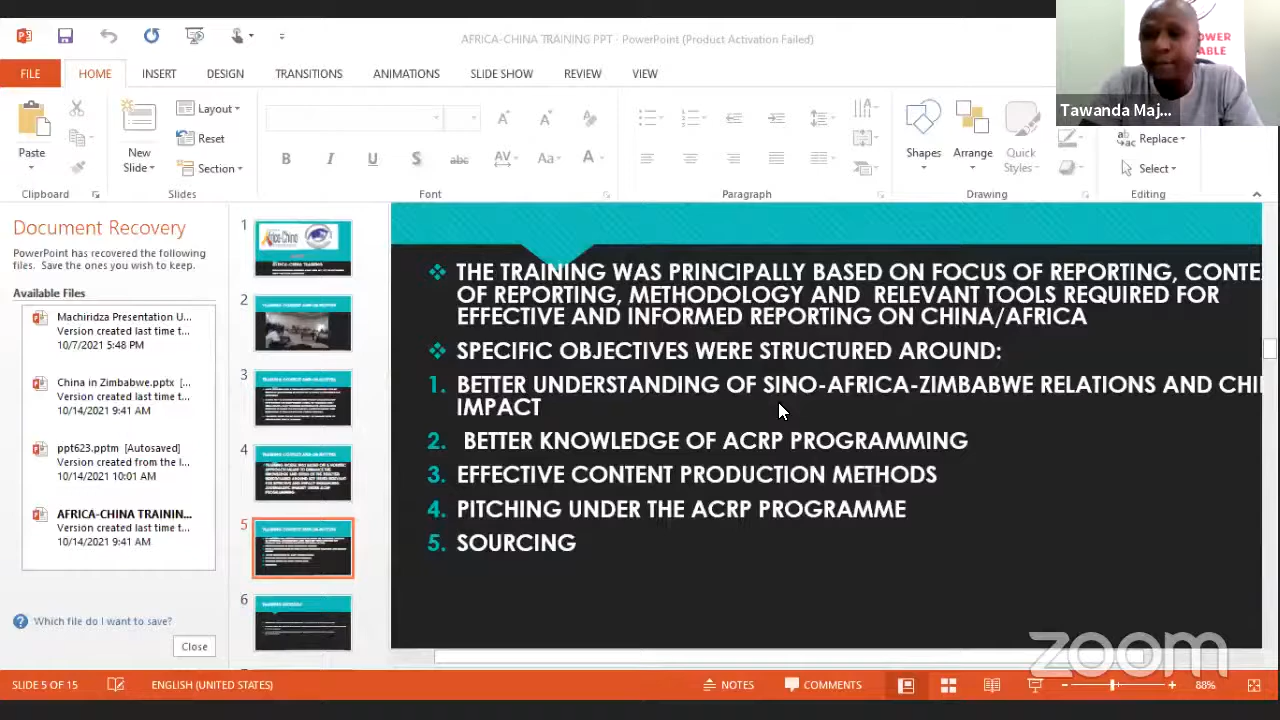 AFRICA-CHINA TRAINING PPT - PowerPoint (Product Activation Failed)
FILE
HOME
INSERT
DESIGN
TRANSITIONS
ANIMATIONS
SLIDE SHOW
REVIEW
VIEW
OWER
ABLE
Tawanda Maj...
Paste
New
Slide
Layout
Reset
Section
Shapes
Arrange
Quick
Styles
Replace
Select
Clipboard
Slides
Font
Paragraph
Drawing
Editing
Document Recovery
PowerPoint has recovered the following
files. Save the ones you wish to keep.
Available Files
Machiridza Presentation U...
Version created last time t...
10/7/2021 5:48 PM
China in Zimbabwe.pptx [...
Version created last time t...
10/14/2021 9:41 AM
ppt623.pptm [Autosaved]
Version created from the l...
10/14/2021 10:01 AM
AFRICA-CHINA TRAININ...
Version created last time t...
10/14/2021 9:41 AM
Which file do I want to save?
Close
1
2
3
4
5
6
THE TRAINING WAS PRINCIPALLY BASED ON FOCUS OF REPORTING, CONTE
OF REPORTING, METHODOLOGY AND RELEVANT TOOLS REQUIRED FOR
EFFECTIVE AND INFORMED REPORTING ON CHINA/AFRICA
SPECIFIC OBJECTIVES WERE STRUCTURED AROUND:
1. BETTER UNDERSTANDING OF SINO-AFRICA-ZIMBABWE RELATIONS AND CHI
IMPACT
2. BETTER KNOWLEDGE OF ACRP PROGRAMMING
3. EFFECTIVE CONTENT PRODUCTION METHODS
4. PITCHING UNDER THE ACRP PROGRAMME
5. SOURCING
zoom
SLIDE 5 OF 15
ENGLISH (UNITED STATES)
NOTES
COMMENTS
88%